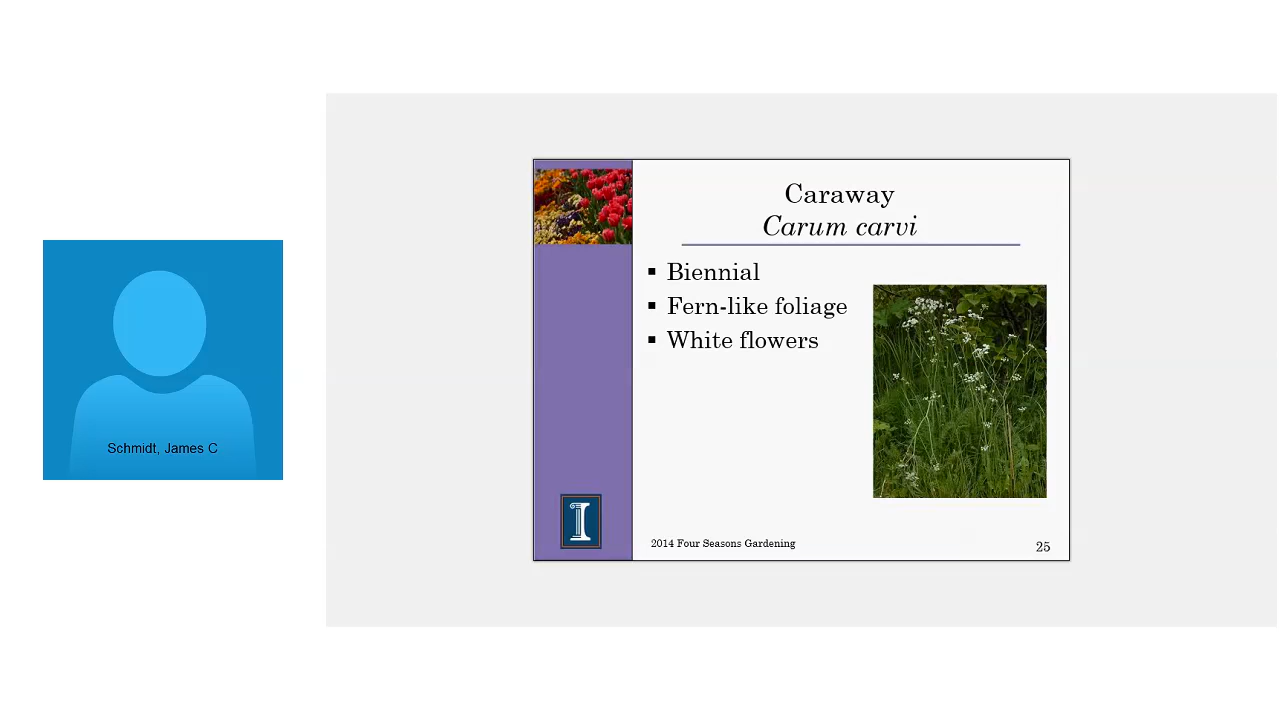 Schmidt, James C
Caraway
Carum carvi
▪ Biennial
▪ Fern-like foliage
▪ White flowers
I
2014 Four Seasons Gardening
25